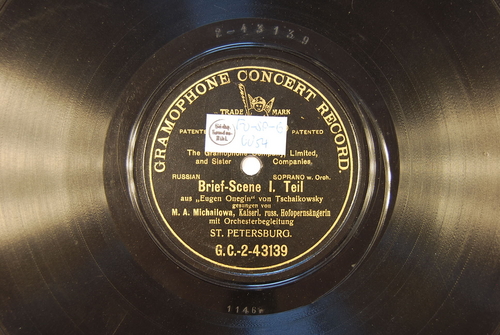 2-43139
GRAMOPHONE CONCERT RECORD.
TRADE MARK
PATENTED PATENTED
The Gramophone Company, Limited,
and Sister Companies,
RUSSIAN SOPRANO w. Orch.
Brief-Scene I. Teil
aus „Eugen Onegin" von Tschaikowsky
gesungen von
M. A. Michailowa, Kaiserl. russ. Hofopernsängerin
mit Orchesterbegleitung
ST. PETERSBURG.
G.C.-2-43139